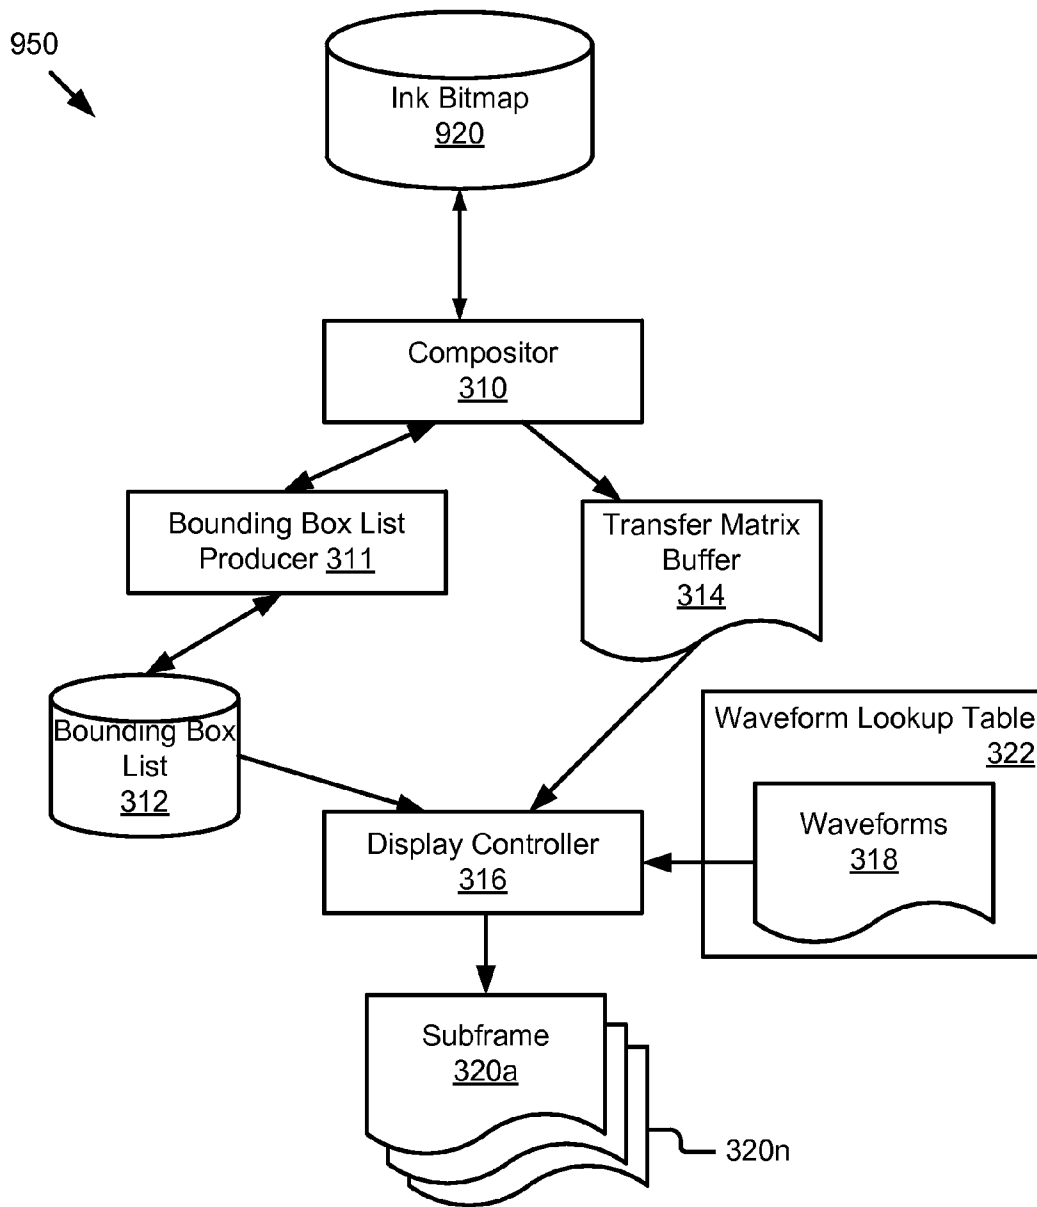 950
Ink Bitmap
920
Compositor
310
Bounding Box List
Producer 311
Transfer Matrix
Buffer
314
Bounding Box
List
312
Waveform Lookup Table
322
Waveforms
318
Display Controller
316
Subframe
320a
320n